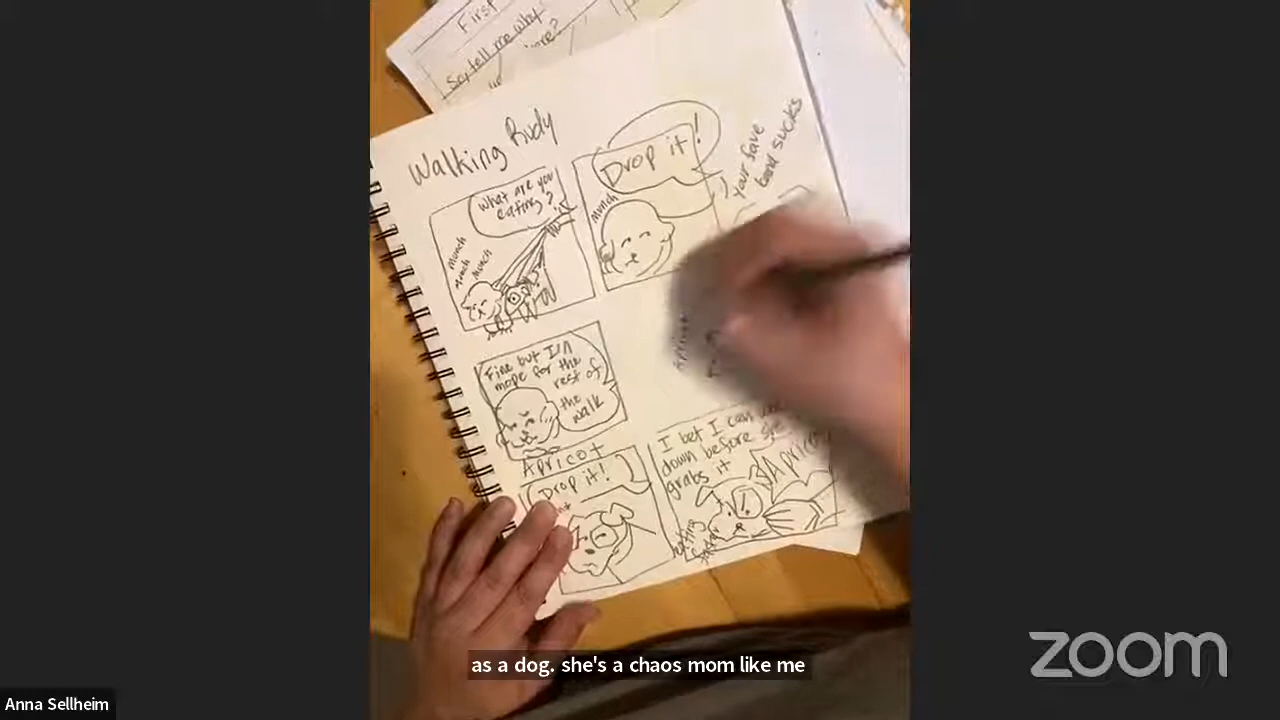 First
So, tell me why
Walking Rudy
What are you
eating?
munch
munch
munch
Drop it!
munch
Your fave
band sucks
Fine but I'll
mope for the
rest of
the
walk
Apricot
Drop it!
I bet I can
down before she
grabs it
Apricot
as a dog. she's a chaos mom like me
Anna Sellheim
zoom